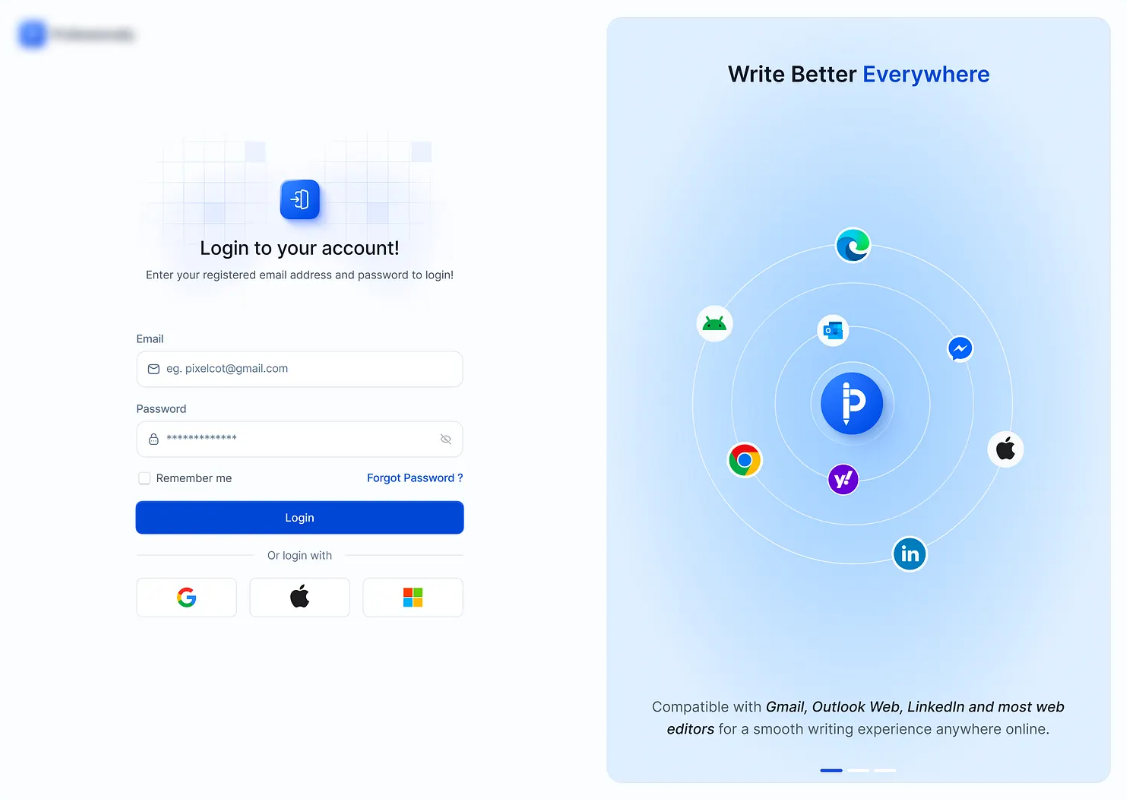 Login to your account!
Enter your registered email address and password to login!
Email
eg. pixelcot@gmail.com
Password
*************
Remember me
Forgot Password ?
Login
Or login with
Write Better Everywhere
Compatible with Gmail, Outlook Web, LinkedIn and most web
editors for a smooth writing experience anywhere online.